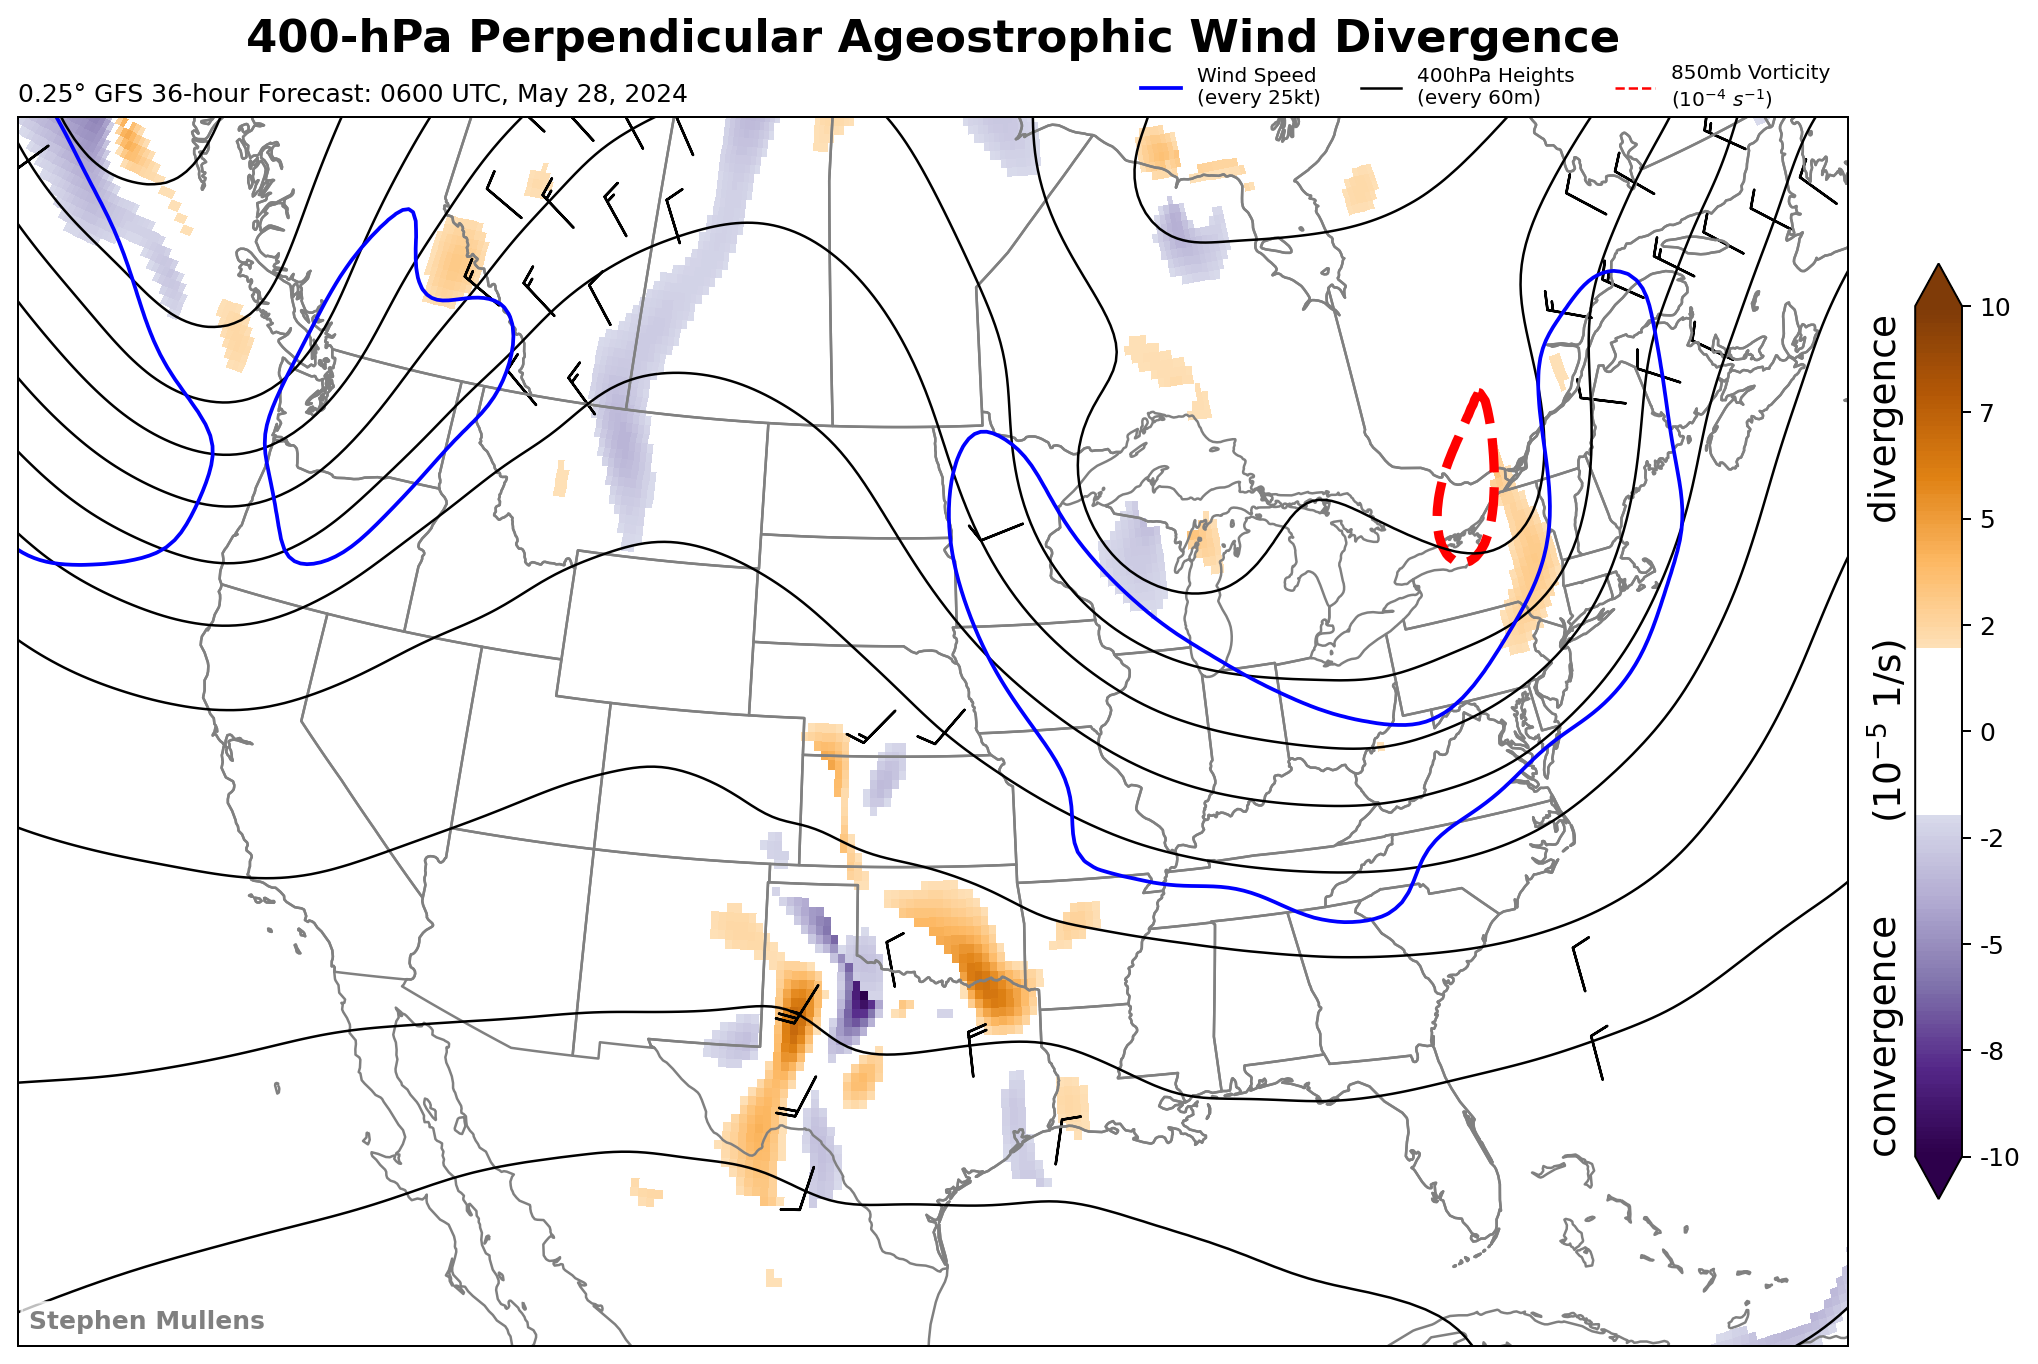 400-hPa Perpendicular Ageostrophic Wind Divergence
0.25° GFS 36-hour Forecast: 0600 UTC, May 28, 2024
Wind Speed
(every 25kt)
400hPa Heights
(every 60m)
850mb Vorticity
(10⁻⁴ s⁻¹)
10
7
5
2
0
-2
-5
-8
-10
convergence (10⁻⁵ 1/s) divergence
Stephen Mullens